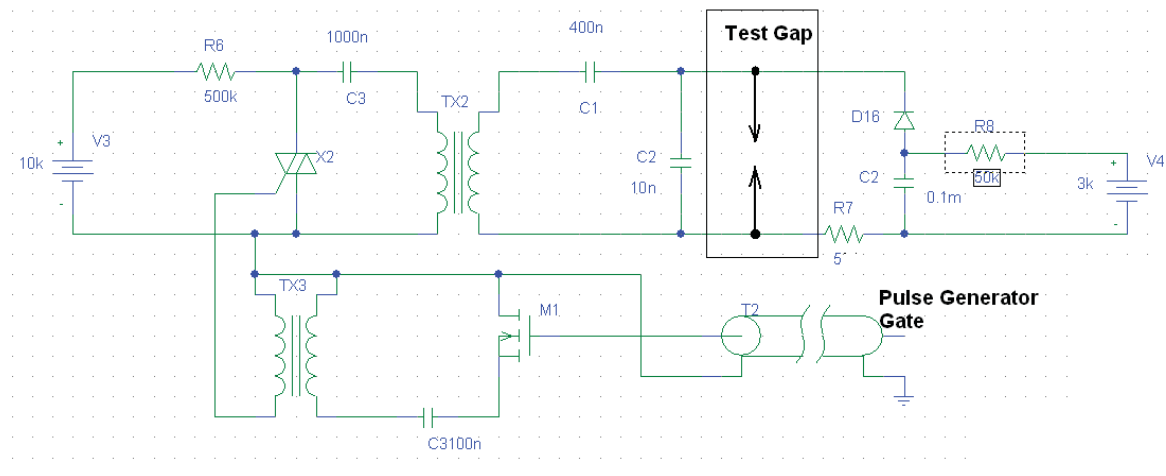 R6
500k
1000n
C3
400n
C1
Test Gap
TX2
V3
10k
+
-
X2
C2
10n
D16
R8
50k
C2
0.1m
V4
+
3k
-
R7
5
TX3
M1
T2
Pulse Generator
Gate
C3100n